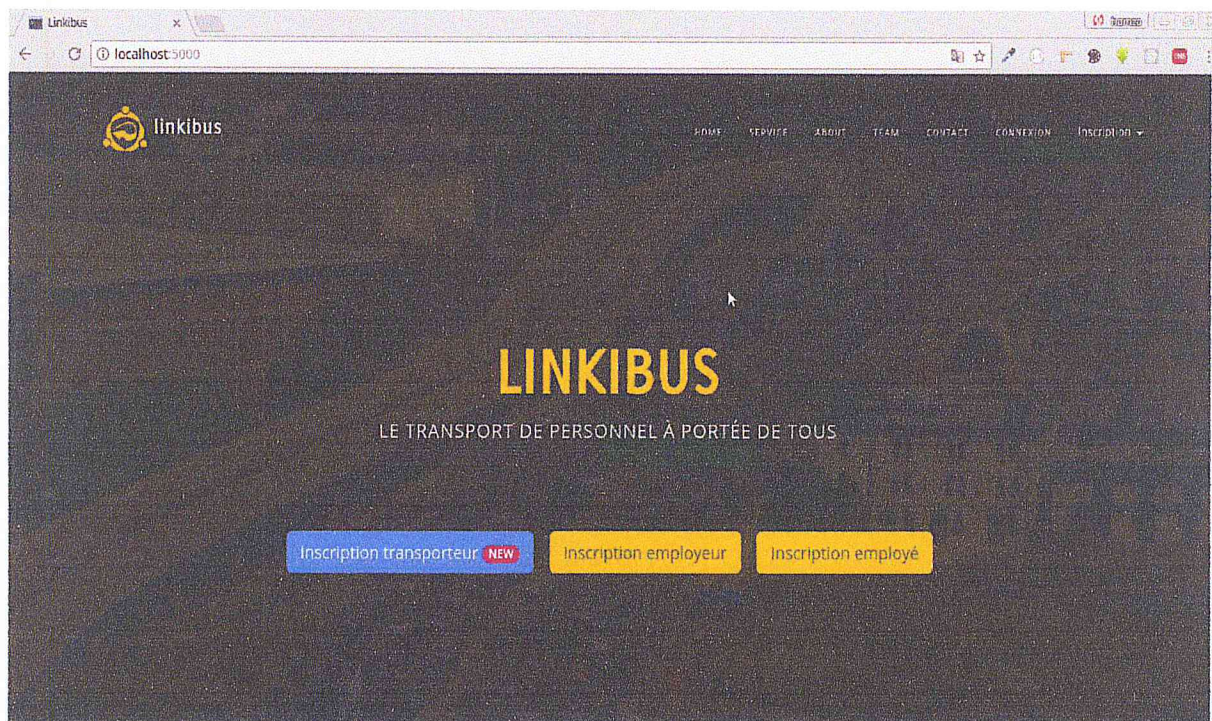 Linkibus
localhost:5000
linkibus
HOME SERVICE ABOUT TEAM CONTACT CONNEXION Inscription
LINKIBUS
LE TRANSPORT DE PERSONNEL À PORTÉE DE TOUS
Inscription transporteur NEW Inscription employeur Inscription employé